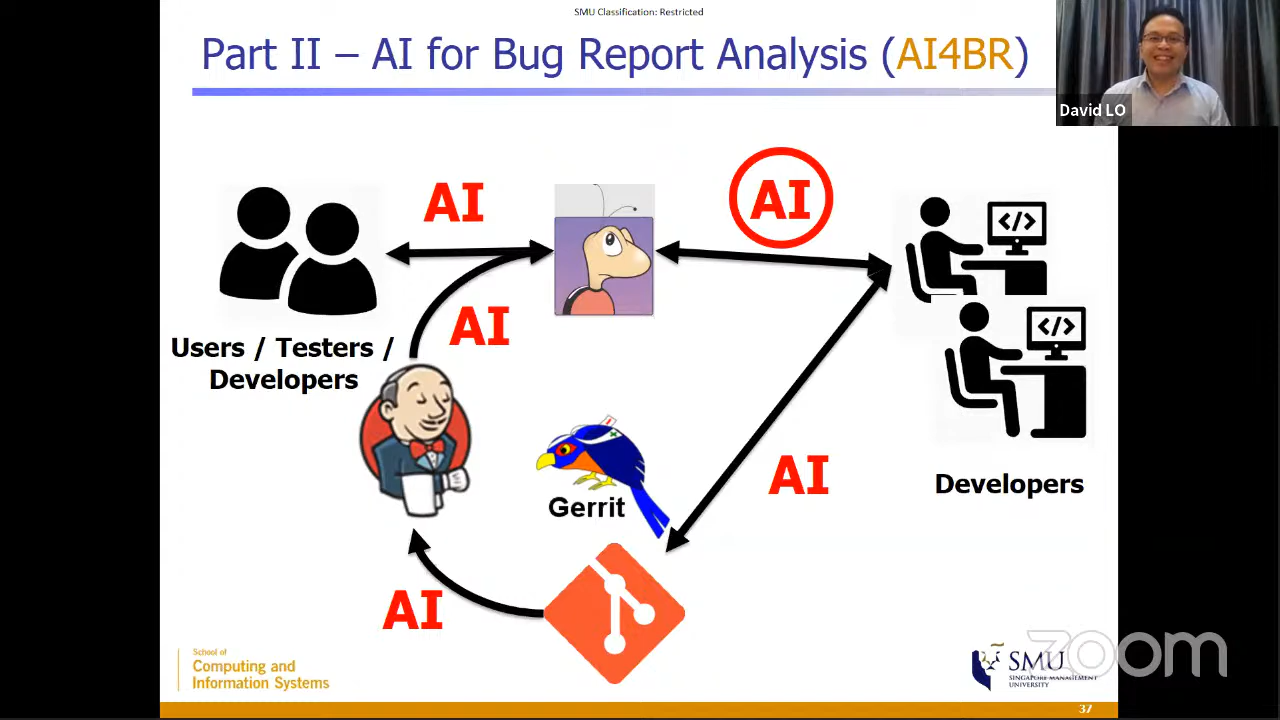 SMU Classification: Restricted
Part II – AI for Bug Report Analysis (AI4BR)
David LO
AI
AI
</>
Users / Testers /
Developers
AI
</>
Gerrit
AI
Developers
AI
School of
Computing and
Information Systems
SMU
SINGAPORE MANAGEMENT
UNIVERSITY
zoom
37